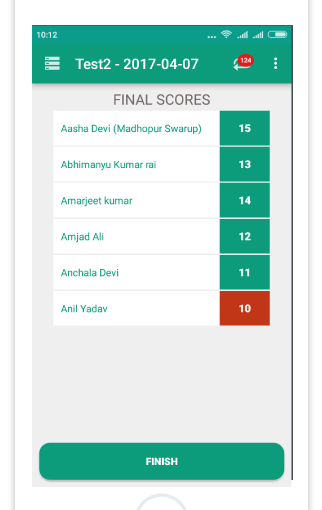 10:12 ...
Test2 - 2017-04-07 124
FINAL SCORES
Aasha Devi (Madhopur Swarup) 15
Abhimanyu Kumar rai 13
Amarjeet kumar 14
Amjad Ali 12
Anchala Devi 11
Anil Yadav 10
FINISH